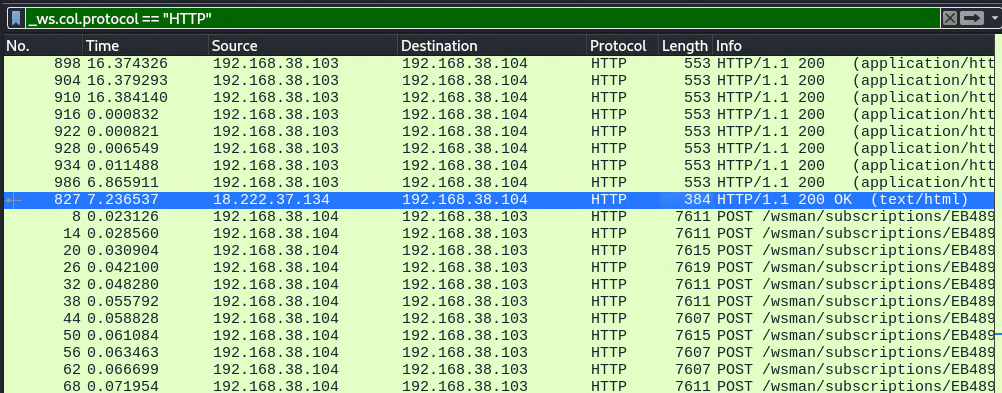 _ws.col.protocol == "HTTP"
No. Time Source Destination Protocol Length Info
898 16.374326 192.168.38.103 192.168.38.104 HTTP 553 HTTP/1.1 200 (application/htt
904 16.379293 192.168.38.103 192.168.38.104 HTTP 553 HTTP/1.1 200 (application/htt
910 16.384140 192.168.38.103 192.168.38.104 HTTP 553 HTTP/1.1 200 (application/htt
916 0.000832 192.168.38.103 192.168.38.104 HTTP 553 HTTP/1.1 200 (application/htt
922 0.000821 192.168.38.103 192.168.38.104 HTTP 553 HTTP/1.1 200 (application/htt
928 0.006549 192.168.38.103 192.168.38.104 HTTP 553 HTTP/1.1 200 (application/htt
934 0.011488 192.168.38.103 192.168.38.104 HTTP 553 HTTP/1.1 200 (application/htt
986 6.865911 192.168.38.103 192.168.38.104 HTTP 553 HTTP/1.1 200 (application/htt
827 7.236537 18.222.37.134 192.168.38.104 HTTP 384 HTTP/1.1 200 OK (text/html)
8 0.023126 192.168.38.104 192.168.38.103 HTTP 7611 POST /wsman/subscriptions/EB489
14 0.028560 192.168.38.104 192.168.38.103 HTTP 7611 POST /wsman/subscriptions/EB489
20 0.030904 192.168.38.104 192.168.38.103 HTTP 7615 POST /wsman/subscriptions/EB489
26 0.042100 192.168.38.104 192.168.38.103 HTTP 7619 POST /wsman/subscriptions/EB489
32 0.048280 192.168.38.104 192.168.38.103 HTTP 7611 POST /wsman/subscriptions/EB489
38 0.055792 192.168.38.104 192.168.38.103 HTTP 7611 POST /wsman/subscriptions/EB489
44 0.058828 192.168.38.104 192.168.38.103 HTTP 7607 POST /wsman/subscriptions/EB489
50 0.061084 192.168.38.104 192.168.38.103 HTTP 7615 POST /wsman/subscriptions/EB489
56 0.063463 192.168.38.104 192.168.38.103 HTTP 7607 POST /wsman/subscriptions/EB489
62 0.066699 192.168.38.104 192.168.38.103 HTTP 7607 POST /wsman/subscriptions/EB489
68 0.071954 192.168.38.104 192.168.38.103 HTTP 7611 POST /wsman/subscriptions/EB489